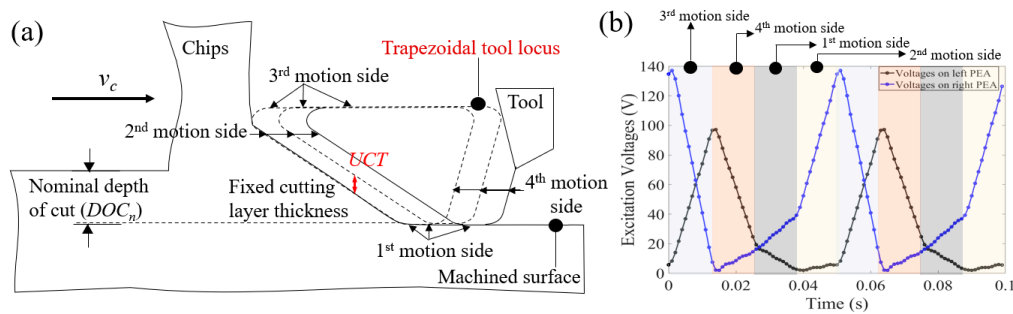 (a)
Chips
v_c
3rd motion side
Trapezoidal tool locus
Tool
2nd motion side
UCT
Nominal depth
of cut (DOC_n)
Fixed cutting
layer thickness
4th motion
side
1st motion side
Machined surface
(b)
3rd motion side
4th motion side
1st motion side
2nd motion side
Voltages on left PEA
Voltages on right PEA
Excitation Voltages (V)
140
120
100
80
60
40
20
0
0 0.02 0.04 0.06 0.08 0.1
Time (s)